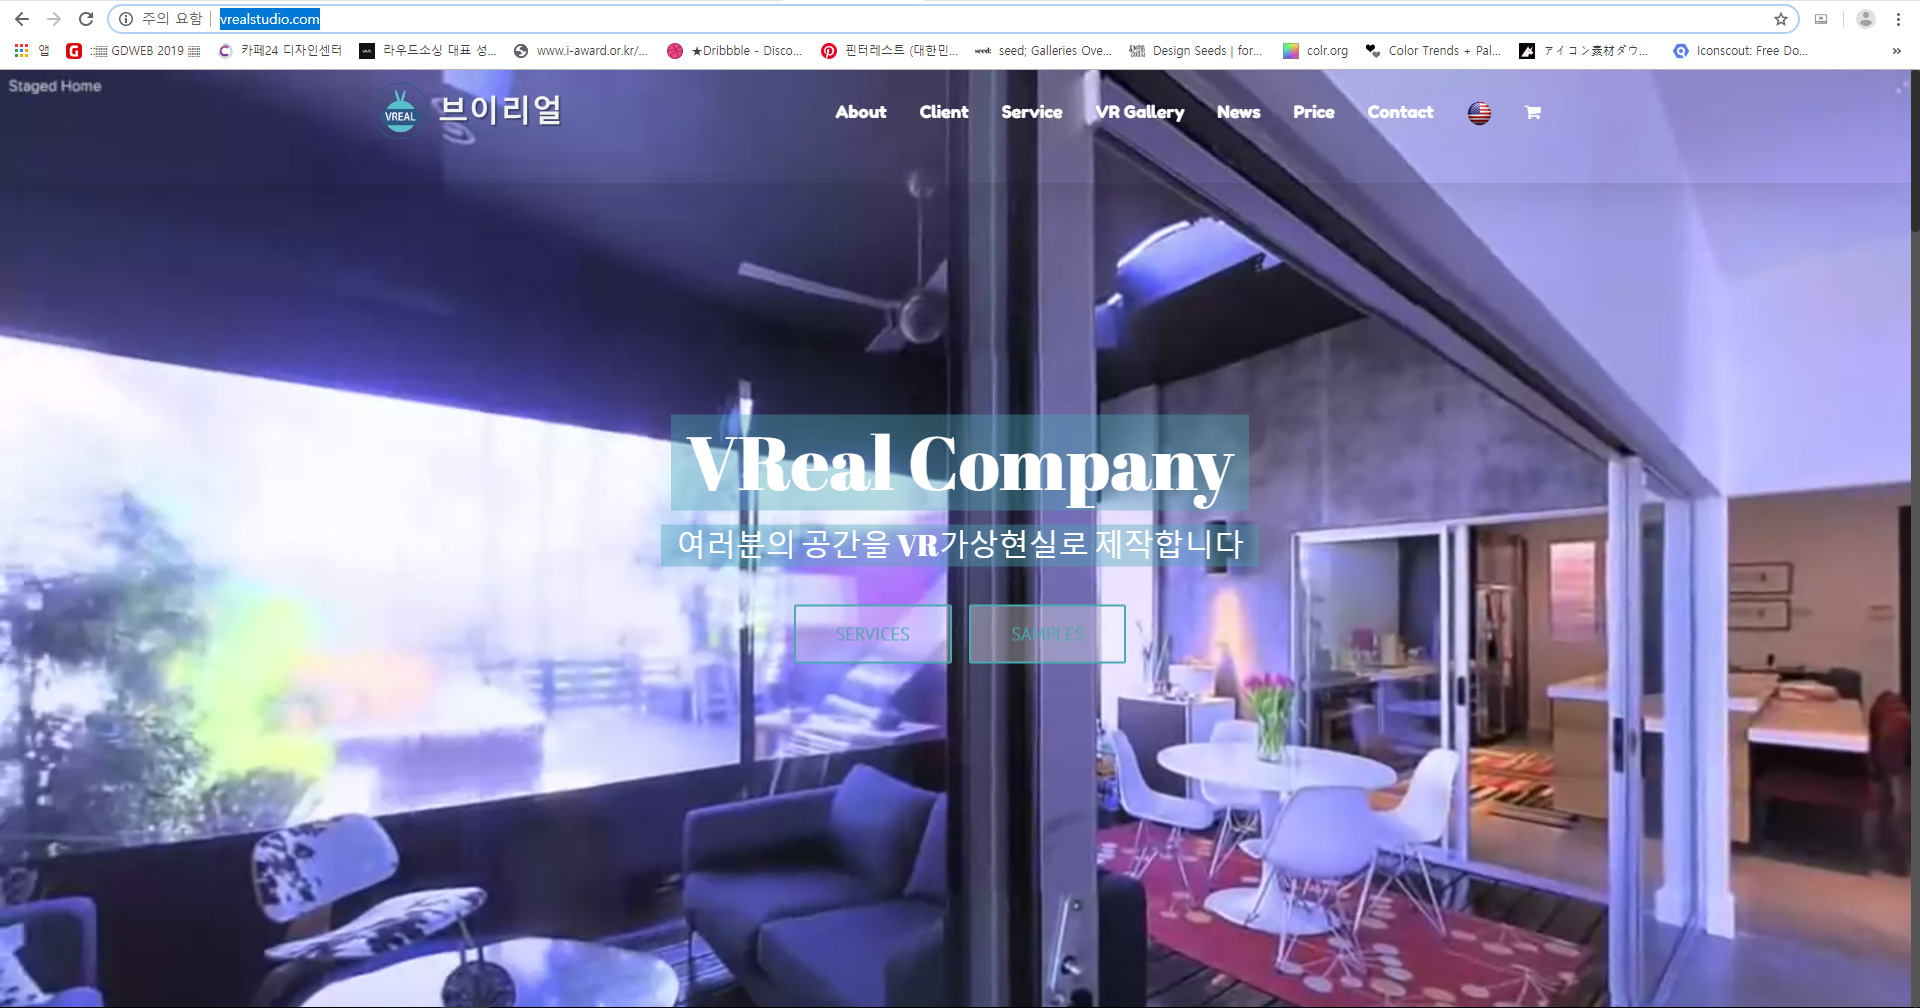 주의 요함 | vrealstudio.com
앱 GDWEB 2019 카페24 디자인센터 라우드소싱 대표 성... www.i-award.or.kr/... ★Dribbble - Disco... 핀터레스트 (대한민... seed; Galleries Ove... Design Seeds | for... colr.org Color Trends + Pal... アイコン素材ダウ... Iconscout: Free Do... »
Staged Home
VREAL 브이리얼 About Client Service VR Gallery News Price Contact
VReal Company
여러분의 공간을 VR가상현실로 제작합니다
SERVICES SAMPLES